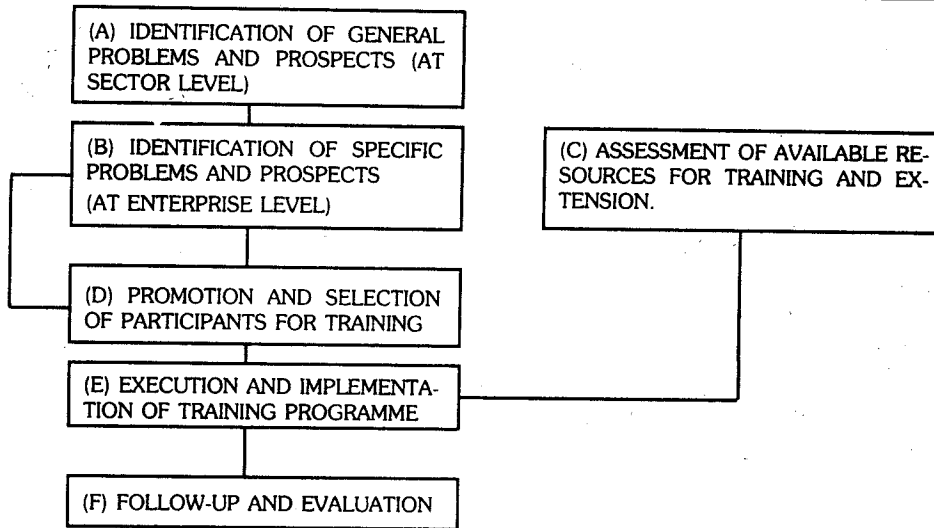 (A) IDENTIFICATION OF GENERAL
PROBLEMS AND PROSPECTS (AT
SECTOR LEVEL)
(B) IDENTIFICATION OF SPECIFIC
PROBLEMS AND PROSPECTS
(AT ENTERPRISE LEVEL)
(C) ASSESSMENT OF AVAILABLE RE-
SOURCES FOR TRAINING AND EX-
TENSION.
(D) PROMOTION AND SELECTION
OF PARTICIPANTS FOR TRAINING
(E) EXECUTION AND IMPLEMENTA-
TION OF TRAINING PROGRAMME
(F) FOLLOW-UP AND EVALUATION